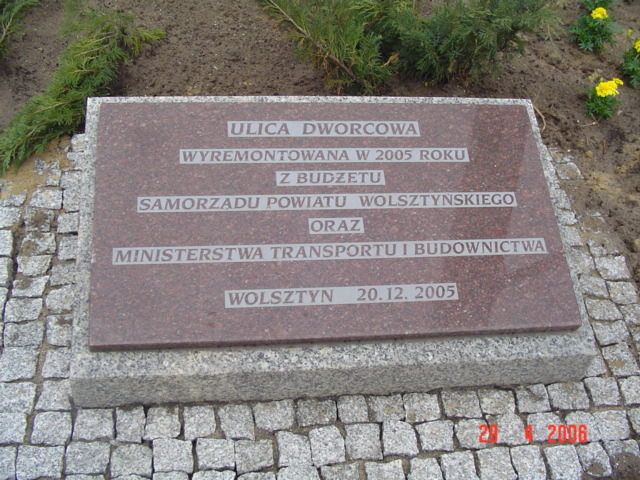 ULICA DWORCOWA
WYREMONTOWANA W 2005 ROKU
Z BUDŻETU
SAMORZĄDU POWIATU WOLSZTYŃSKIEGO
ORAZ
MINISTERSTWA TRANSPORTU I BUDOWNICTWA
WOLSZTYN 20.12.2005
29 4 2006